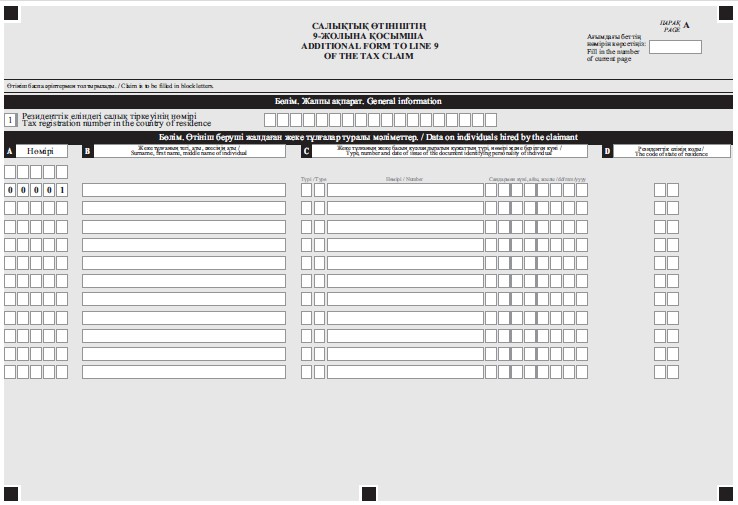 САЛЫҚТЫҚ ӨТІНІШТІҢ
9-ЖОЛЫНА ҚОСЫМША
ADDITIONAL FORM TO LINE 9
OF THE TAX CLAIM
ПАРАҚ
PAGE A
Ағымдағы беттің
нөмірін көрсетіңіз:
Fill in the number
of current page
Өтініш баспа әріптермен толтырылады. / Claim is to be filled in block letters.
Бөлім. Жалпы ақпарат. General information
1 Резиденттік еліндегі салық тіркеуінің нөмірі
Tax registration number in the country of residence
Бөлім. Өтініш беруші жалдаған жеке тұлғалар туралы мәліметтер. / Data on individuals hired by the claimant
A Нөмірі
B Жеке тұлғаның тегі, аты, әкесінің аты /
Surname, first name, middle name of individual
C Жеке тұлғаның жеке басын куәландыратын құжаттың түрі, нөмірі және берілген күні /
Type, number and date of issue of the document identifying personality of individual
D Резиденттік елінің коды /
The code of state of residence
Түрі / Type
Нөмірі / Number
0 0 0 0 1